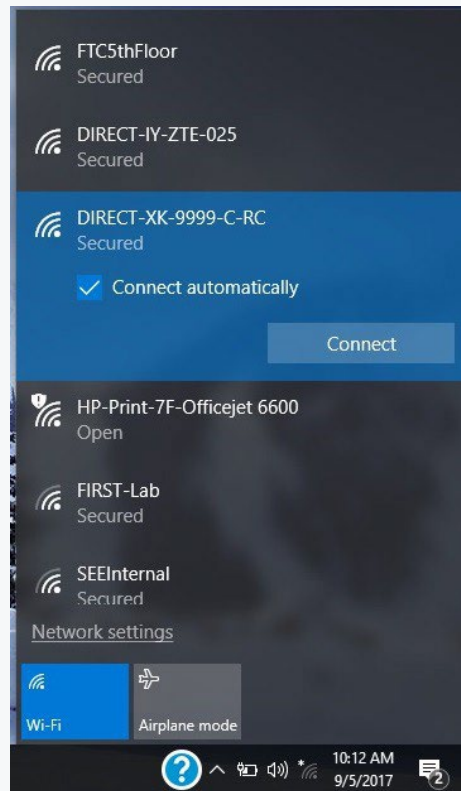 FTC5thFloor
Secured
DIRECT-IY-ZTE-025
Secured
DIRECT-XK-9999-C-RC
Secured
Connect automatically
Connect
HP-Print-7F-Officejet 6600
Open
FIRST-Lab
Secured
SEEInternal
Secured
Network settings
Wi-Fi
Airplane mode
10:12 AM
9/5/2017
2